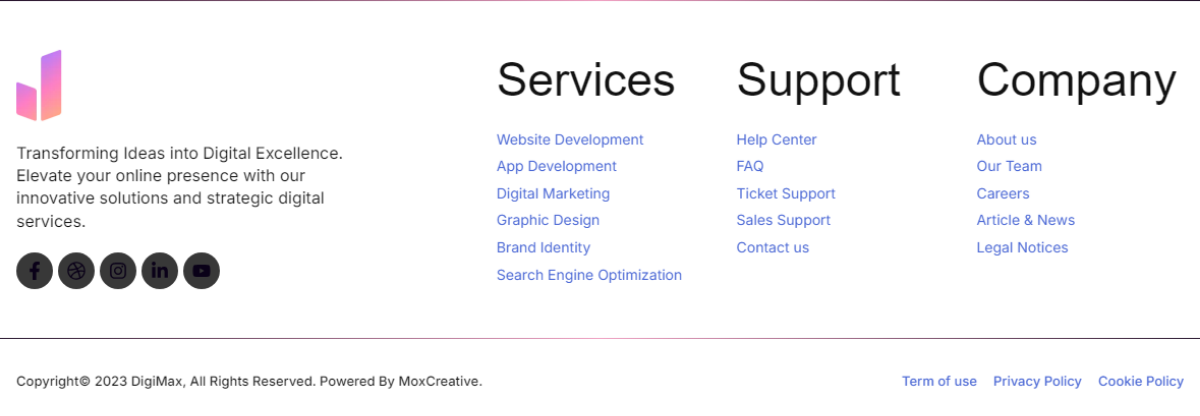 Transforming Ideas into Digital Excellence.
Elevate your online presence with our
innovative solutions and strategic digital
services.
Services
Website Development
App Development
Digital Marketing
Graphic Design
Brand Identity
Search Engine Optimization
Support
Help Center
FAQ
Ticket Support
Sales Support
Contact us
Company
About us
Our Team
Careers
Article & News
Legal Notices
Copyright© 2023 DigiMax, All Rights Reserved. Powered By MoxCreative.
Term of use Privacy Policy Cookie Policy